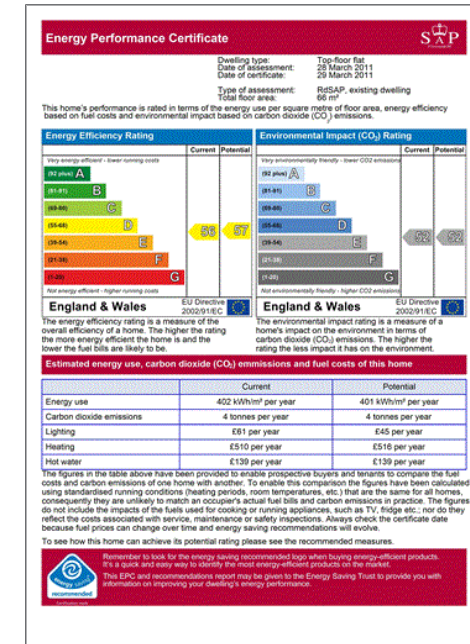 Energy Performance Certificate
SAP
Dwelling type: Top-floor flat
Date of assessment: 28 March 2011
Date of certificate: 29 March 2011
Type of assessment: RdSAP, existing dwelling
Total floor area: 66 m²
This home's performance is rated in terms of the energy use per square metre of floor area, energy efficiency
based on fuel costs and environmental impact based on carbon dioxide (CO2) emissions.
Energy Efficiency Rating
Current Potential
Very energy efficient - lower running costs
(92 plus) A
(81-91) B
(69-80) C
(55-68) D
(39-54) E
(21-38) F
(1-20) G
56 57
Not energy efficient - higher running costs
England & Wales
EU Directive
2002/91/EC
The energy efficiency rating is a measure of the
overall efficiency of a home. The higher the rating
the more energy efficient the home is and the
lower the fuel bills are likely to be.
Environmental Impact (CO₂) Rating
Current Potential
Very environmentally friendly - lower CO2 emissions
(92 plus) A
(81-91) B
(69-80) C
(55-68) D
(39-54) E
(21-38) F
(1-20) G
52 52
Not environmentally friendly - higher CO2 emissions
England & Wales
EU Directive
2002/91/EC
The environmental impact rating is a measure of a
home's impact on the environment in terms of
carbon dioxide (CO₂) emissions. The higher the
rating the less impact it has on the environment.
Estimated energy use, carbon dioxide (CO₂) emmissions and fuel costs of this home
Current Potential
Energy use 402 kWh/m² per year 401 kWh/m² per year
Carbon dioxide emissions 4 tonnes per year 4 tonnes per year
Lighting £61 per year £45 per year
Heating £510 per year £516 per year
Hot water £139 per year £139 per year
The figures in the table above have been provided to enable prospective buyers and tenants to compare the fuel
costs and carbon emissions of one home with another. To enable this comparison the figures have been calculated
using standardised running conditions (heating periods, room temperatures, etc.) that are the same for all homes,
consequently they are unlikely to match an occupier's actual fuel bills and carbon emissions in practice. The figures
do not include the impacts of the fuels used for cooking or running appliances, such as TV, fridge etc.; nor do they
reflect the costs associated with service, maintenance or safety inspections. Always check the certificate date
because fuel prices can change over time and energy saving recommendations will evolve.
To see how this home can achieve its potential rating please see the recommended measures.
energy saving
recommended
Remember to look for the energy saving recommended logo when buying energy-efficient products.
It's a quick and easy way to identify the most energy-efficient products on the market.
This EPC and recommendations report may be given to the Energy Saving Trust to provide you with
information on improving your dwelling's energy performance.